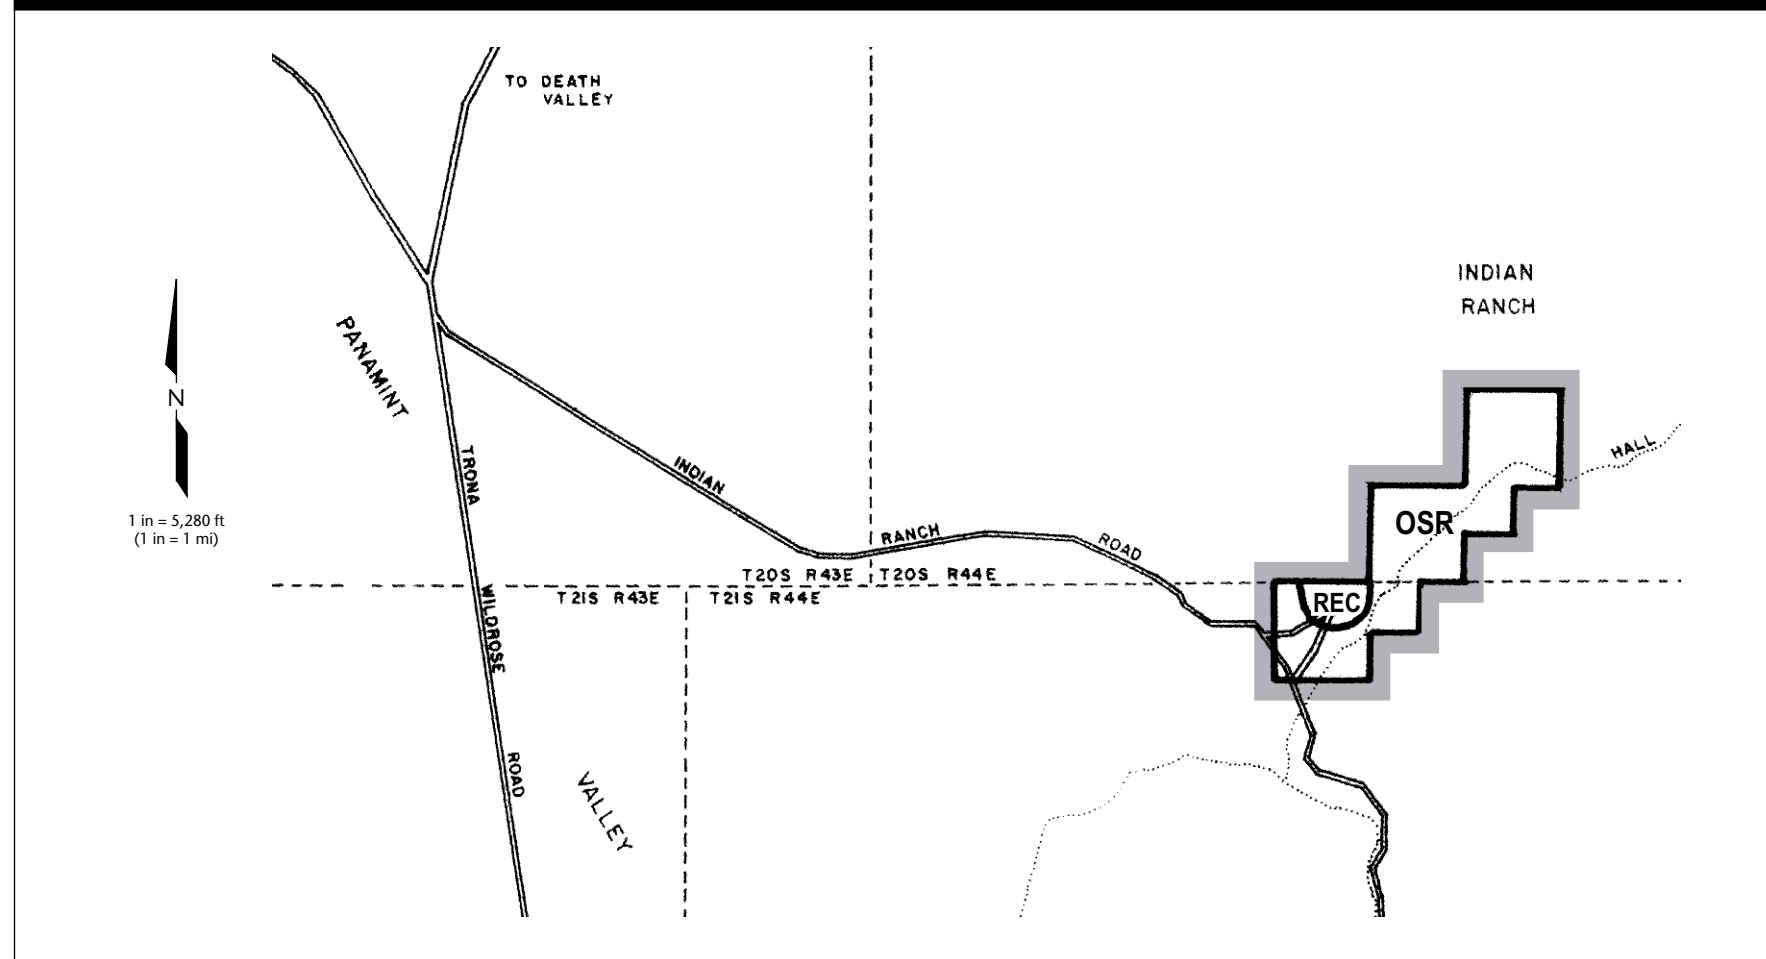 TO DEATH
VALLEY
INDIAN
RANCH
PANAMINT
N
HALL
TRONA
INDIAN
1 in = 5,280 ft
(1 in = 1 mi)
OSR
RANCH
ROAD
T20S R43E
T20S R44E
T21S R43E
T21S R44E
REC
WILDROSE
ROAD
VALLEY